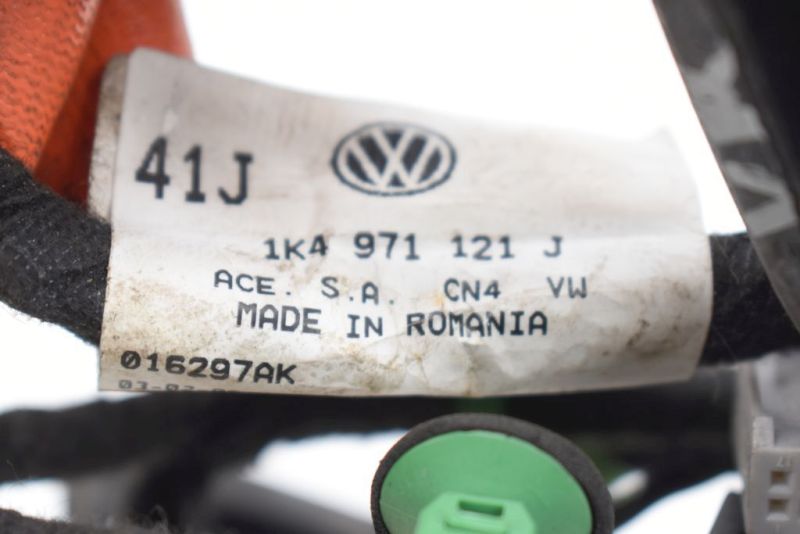 41J
1K4 971 121 J
ACE. S.A. CN4 VW
MADE IN ROMANIA
016297AK